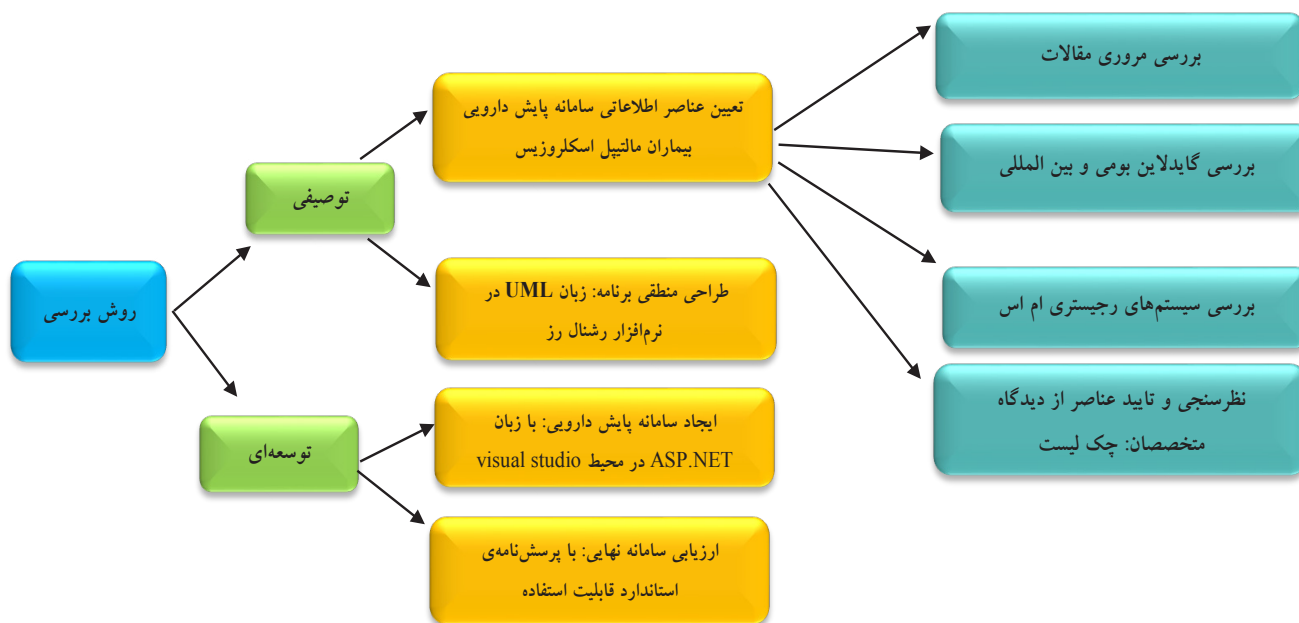 روش بررسی
توصیفی
تعیین عناصر اطلاعاتی سامانه پایش دارویی
بیماران مالتیپل اسکلروزیس
بررسی مروری مقالات
بررسی گایدلاین بومی و بین المللی
بررسی سیستم‌های رجیستری ام اس
نظرسنجی و تایید عناصر از دیدگاه
متخصصان: چک لیست
طراحی منطقی برنامه: زبان UML در
نرم‌افزار رشنال رز
توسعه‌ای
ایجاد سامانه پایش دارویی: با زبان
ASP.NET در محیط visual studio
ارزیابی سامانه نهایی: با پرسش‌نامه‌ی
استاندارد قابلیت استفاده